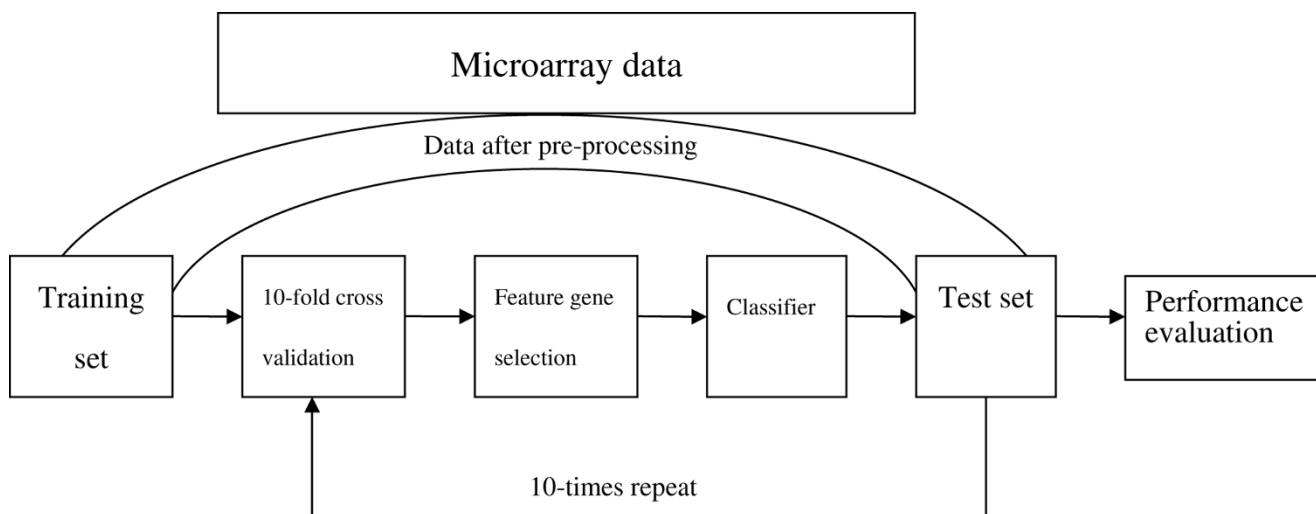 Microarray data
Data after pre-processing
Training
set
10-fold cross
validation
Feature gene
selection
Classifier
Test set
Performance
evaluation
10-times repeat